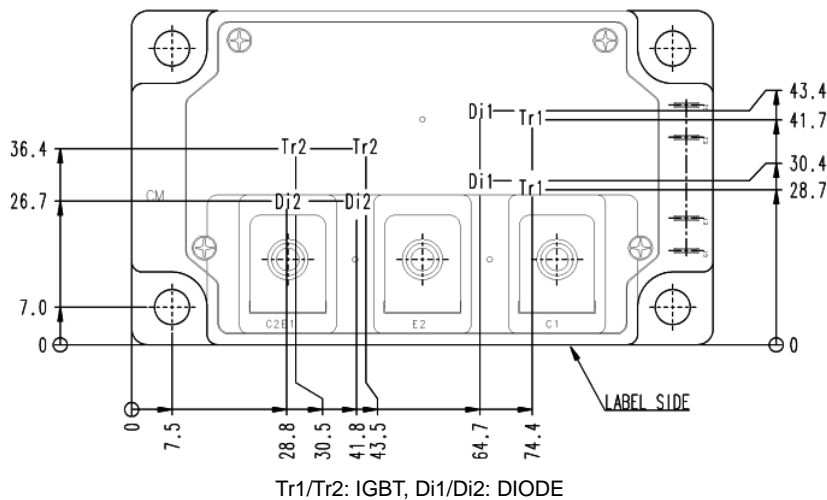 43.4
Di1
Tr1
41.7
36.4
Tr2
Tr2
30.4
Di1
Tr1
28.7
CM
26.7
Di2
Di2
7.0
C2E1
E2
C1
0
0
LABEL SIDE
0
7.5
28.8
30.5
41.8
43.5
64.7
74.4
Tr1/Tr2: IGBT, Di1/Di2: DIODE